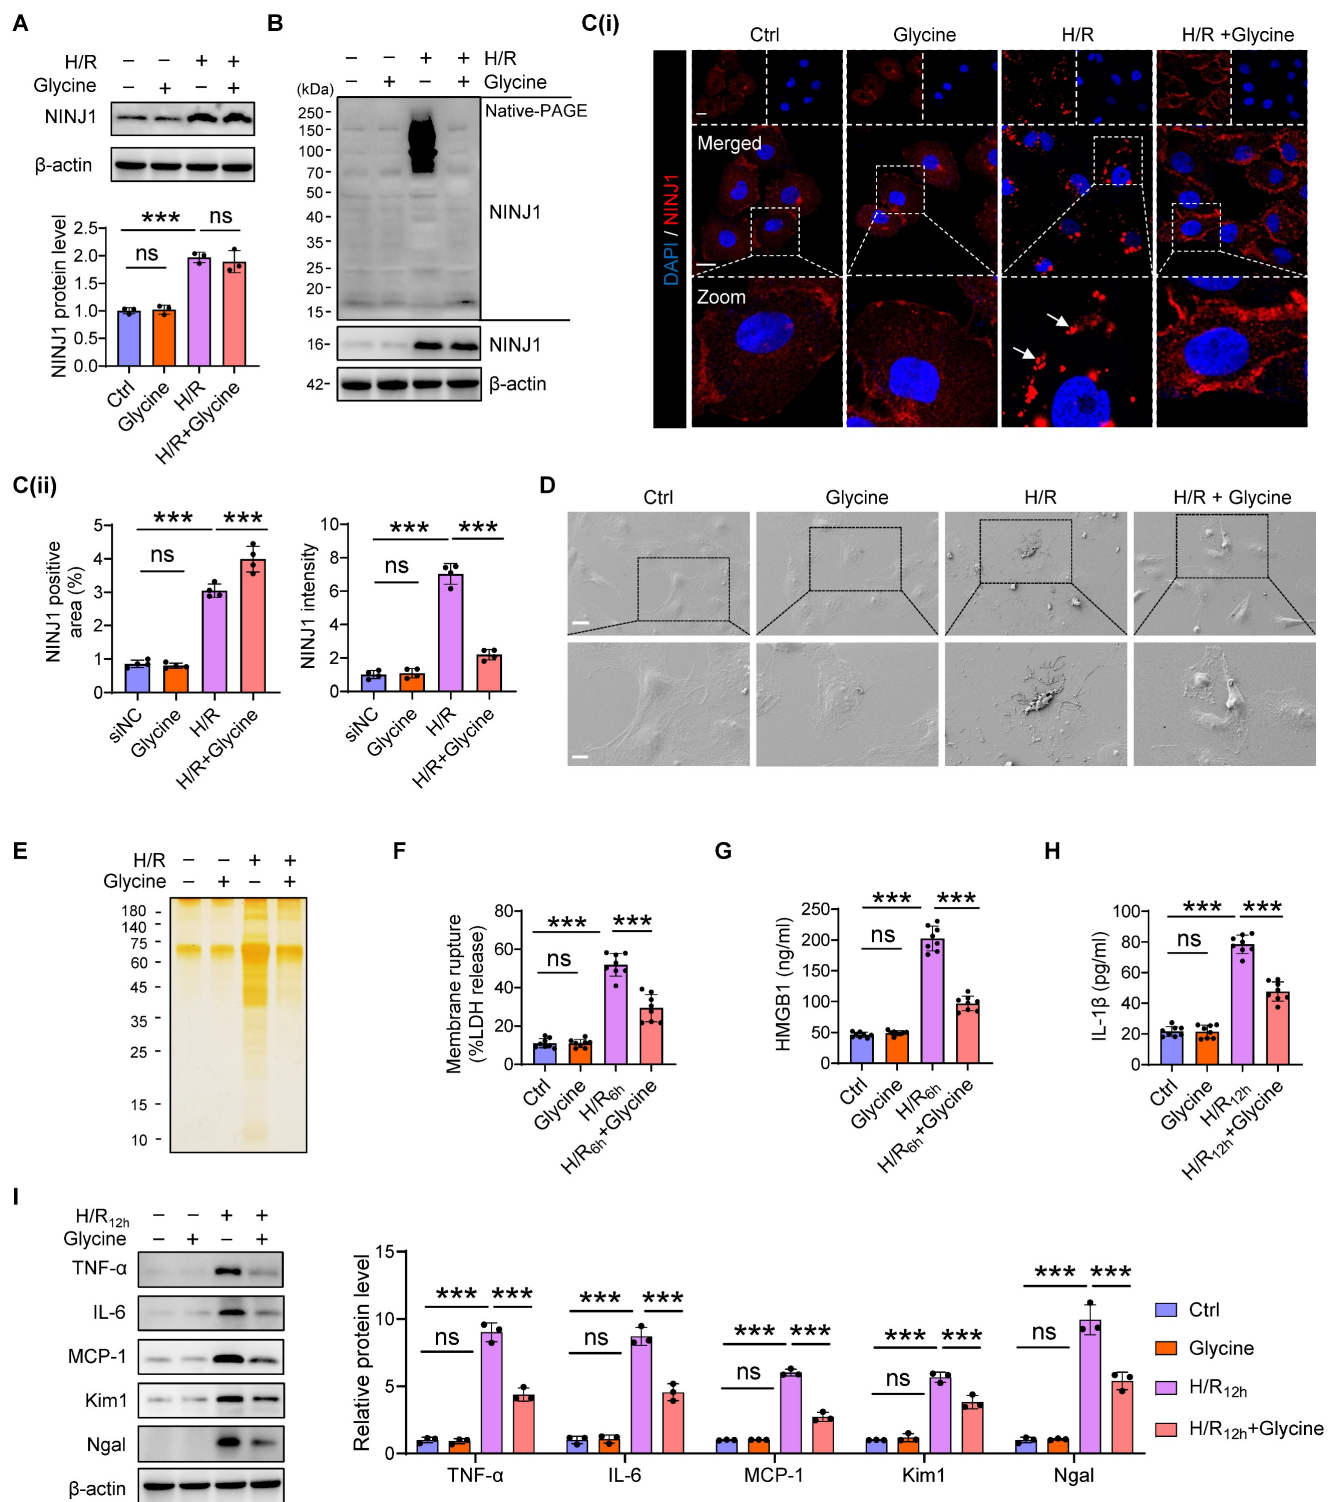 A
H/R − − + +
Glycine − + − +
NINJ1
β-actin
NINJ1 protein level
2.5
2.0
1.5
1.0
0.5
0.0
*** ns
ns
Ctrl
Glycine
H/R
H/R+Glycine
B
− − + + H/R
− + − + Glycine
(kDa)
Native-PAGE
250
150
100
70
50
40
35
25
20
15
NINJ1
16 NINJ1
42 β-actin
C(i)
Ctrl Glycine H/R H/R +Glycine
DAPI / NINJ1
Merged
Zoom
C(ii)
NINJ1 positive
area (%)
5
4
3
2
1
0
*** ***
ns
siNC
Glycine
H/R
H/R+Glycine
NINJ1 intensity
10
8
6
4
2
0
*** ***
ns
siNC
Glycine
H/R
H/R+Glycine
D
Ctrl Glycine H/R H/R + Glycine
E
H/R − − + +
Glycine − + − +
180
140
75
60
45
35
25
15
10
F
Membrane rupture
(%LDH release)
80
60
40
20
0
*** ***
ns
Ctrl
Glycine
H/R6h
H/R6h+Glycine
G
HMGB1 (ng/ml)
250
200
150
100
50
0
*** ***
ns
Ctrl
Glycine
H/R6h
H/R6h+Glycine
H
IL-1β (pg/ml)
100
80
60
40
20
0
*** ***
ns
Ctrl
Glycine
H/R12h
H/R12h+Glycine
I
H/R12h − − + +
Glycine − + − +
TNF-α
IL-6
MCP-1
Kim1
Ngal
β-actin
Relative protein level
15
10
5
0
*** ***
ns
*** ***
ns
*** ***
ns
*** ***
ns
*** ***
ns
TNF-α IL-6 MCP-1 Kim1 Ngal
Ctrl
Glycine
H/R12h
H/R12h+Glycine